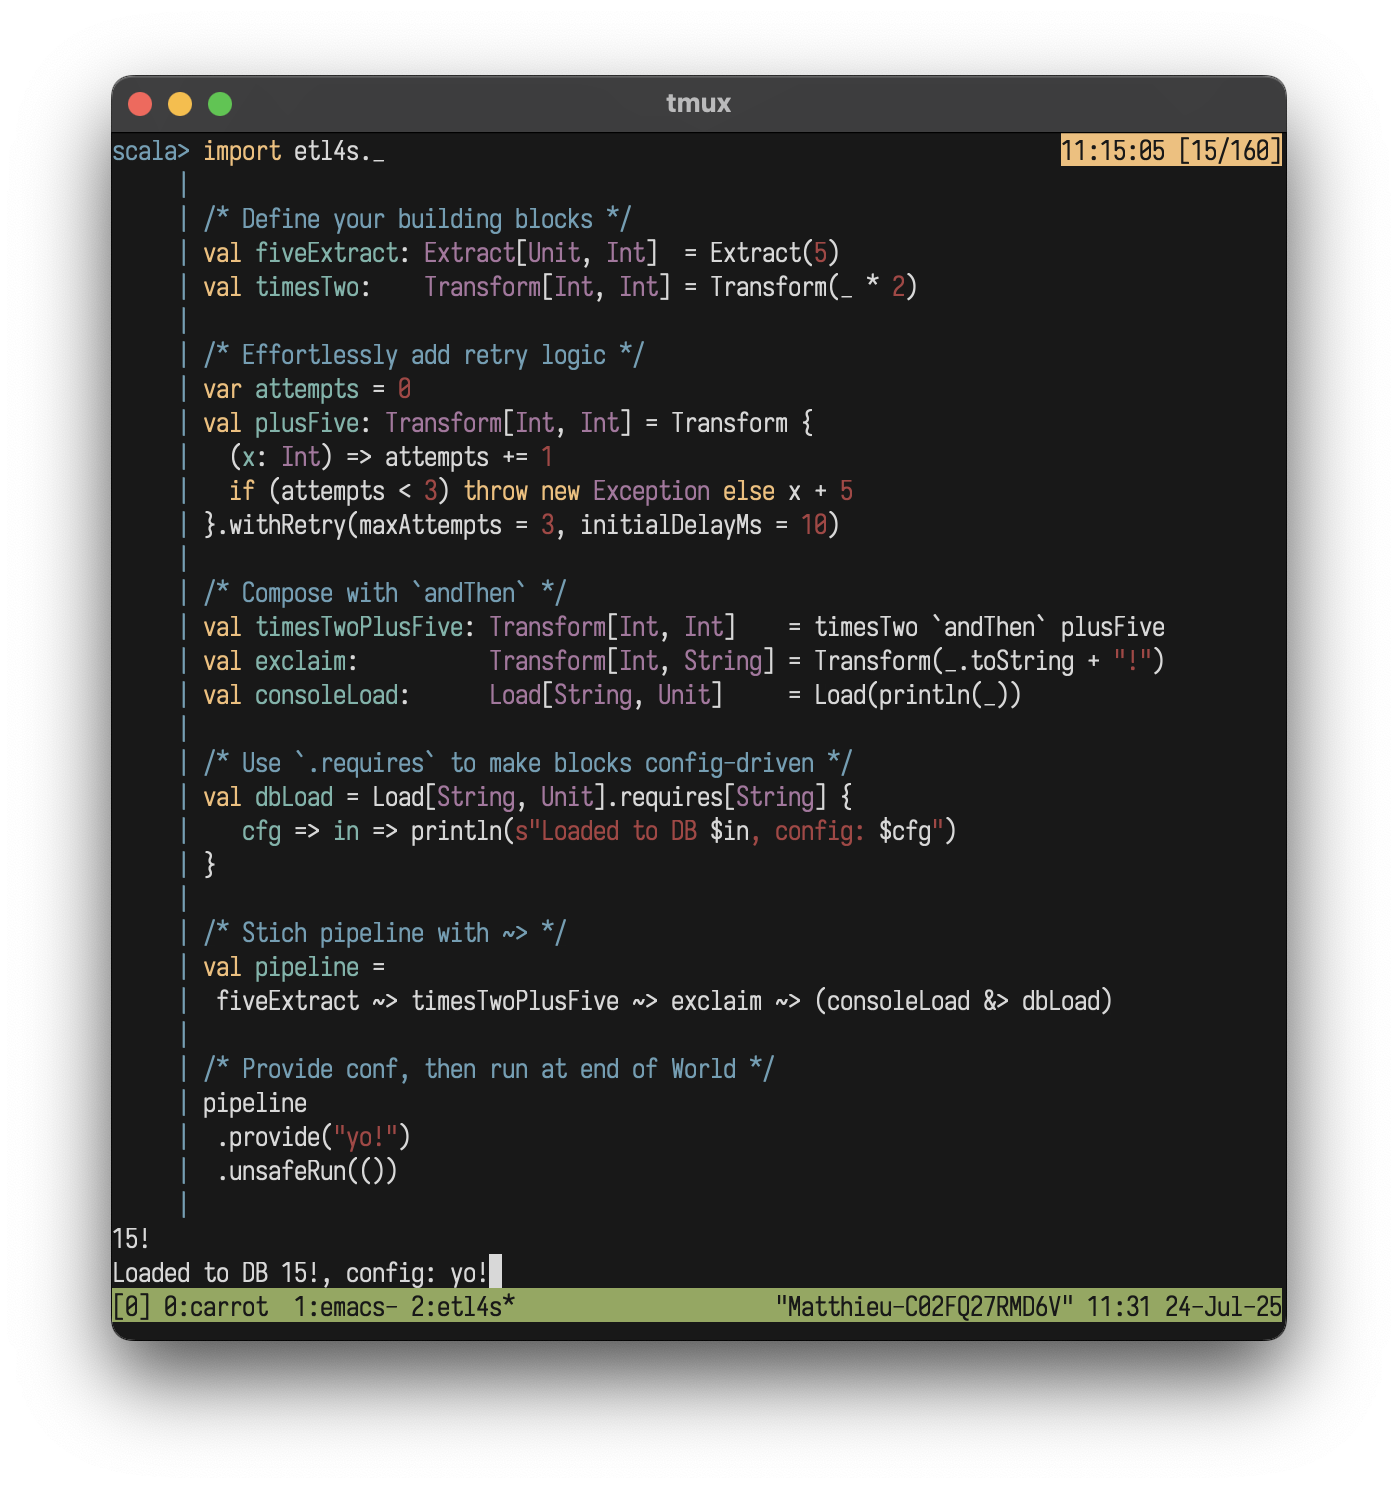 tmux
scala> import etl4s._ 11:15:05 [15/160]
|
| /* Define your building blocks */
| val fiveExtract: Extract[Unit, Int]  = Extract(5)
| val timesTwo:    Transform[Int, Int] = Transform(_ * 2)
|
| /* Effortlessly add retry logic */
| var attempts = 0
| val plusFive: Transform[Int, Int] = Transform {
|   (x: Int) => attempts += 1
|   if (attempts < 3) throw new Exception else x + 5
| }.withRetry(maxAttempts = 3, initialDelayMs = 10)
|
| /* Compose with `andThen` */
| val timesTwoPlusFive: Transform[Int, Int]    = timesTwo `andThen` plusFive
| val exclaim:          Transform[Int, String] = Transform(_.toString + "!")
| val consoleLoad:      Load[String, Unit]     = Load(println(_))
|
| /* Use `.requires` to make blocks config-driven */
| val dbLoad = Load[String, Unit].requires[String] {
|    cfg => in => println(s"Loaded to DB $in, config: $cfg")
| }
|
| /* Stich pipeline with ~> */
| val pipeline =
|  fiveExtract ~> timesTwoPlusFive ~> exclaim ~> (consoleLoad &> dbLoad)
|
| /* Provide conf, then run at end of World */
| pipeline
|  .provide("yo!")
|  .unsafeRun(())
|
15!
Loaded to DB 15!, config: yo!
[0] 0:carrot  1:emacs- 2:etl4s* "Matthieu-C02FQ27RMD6V" 11:31 24-Jul-25